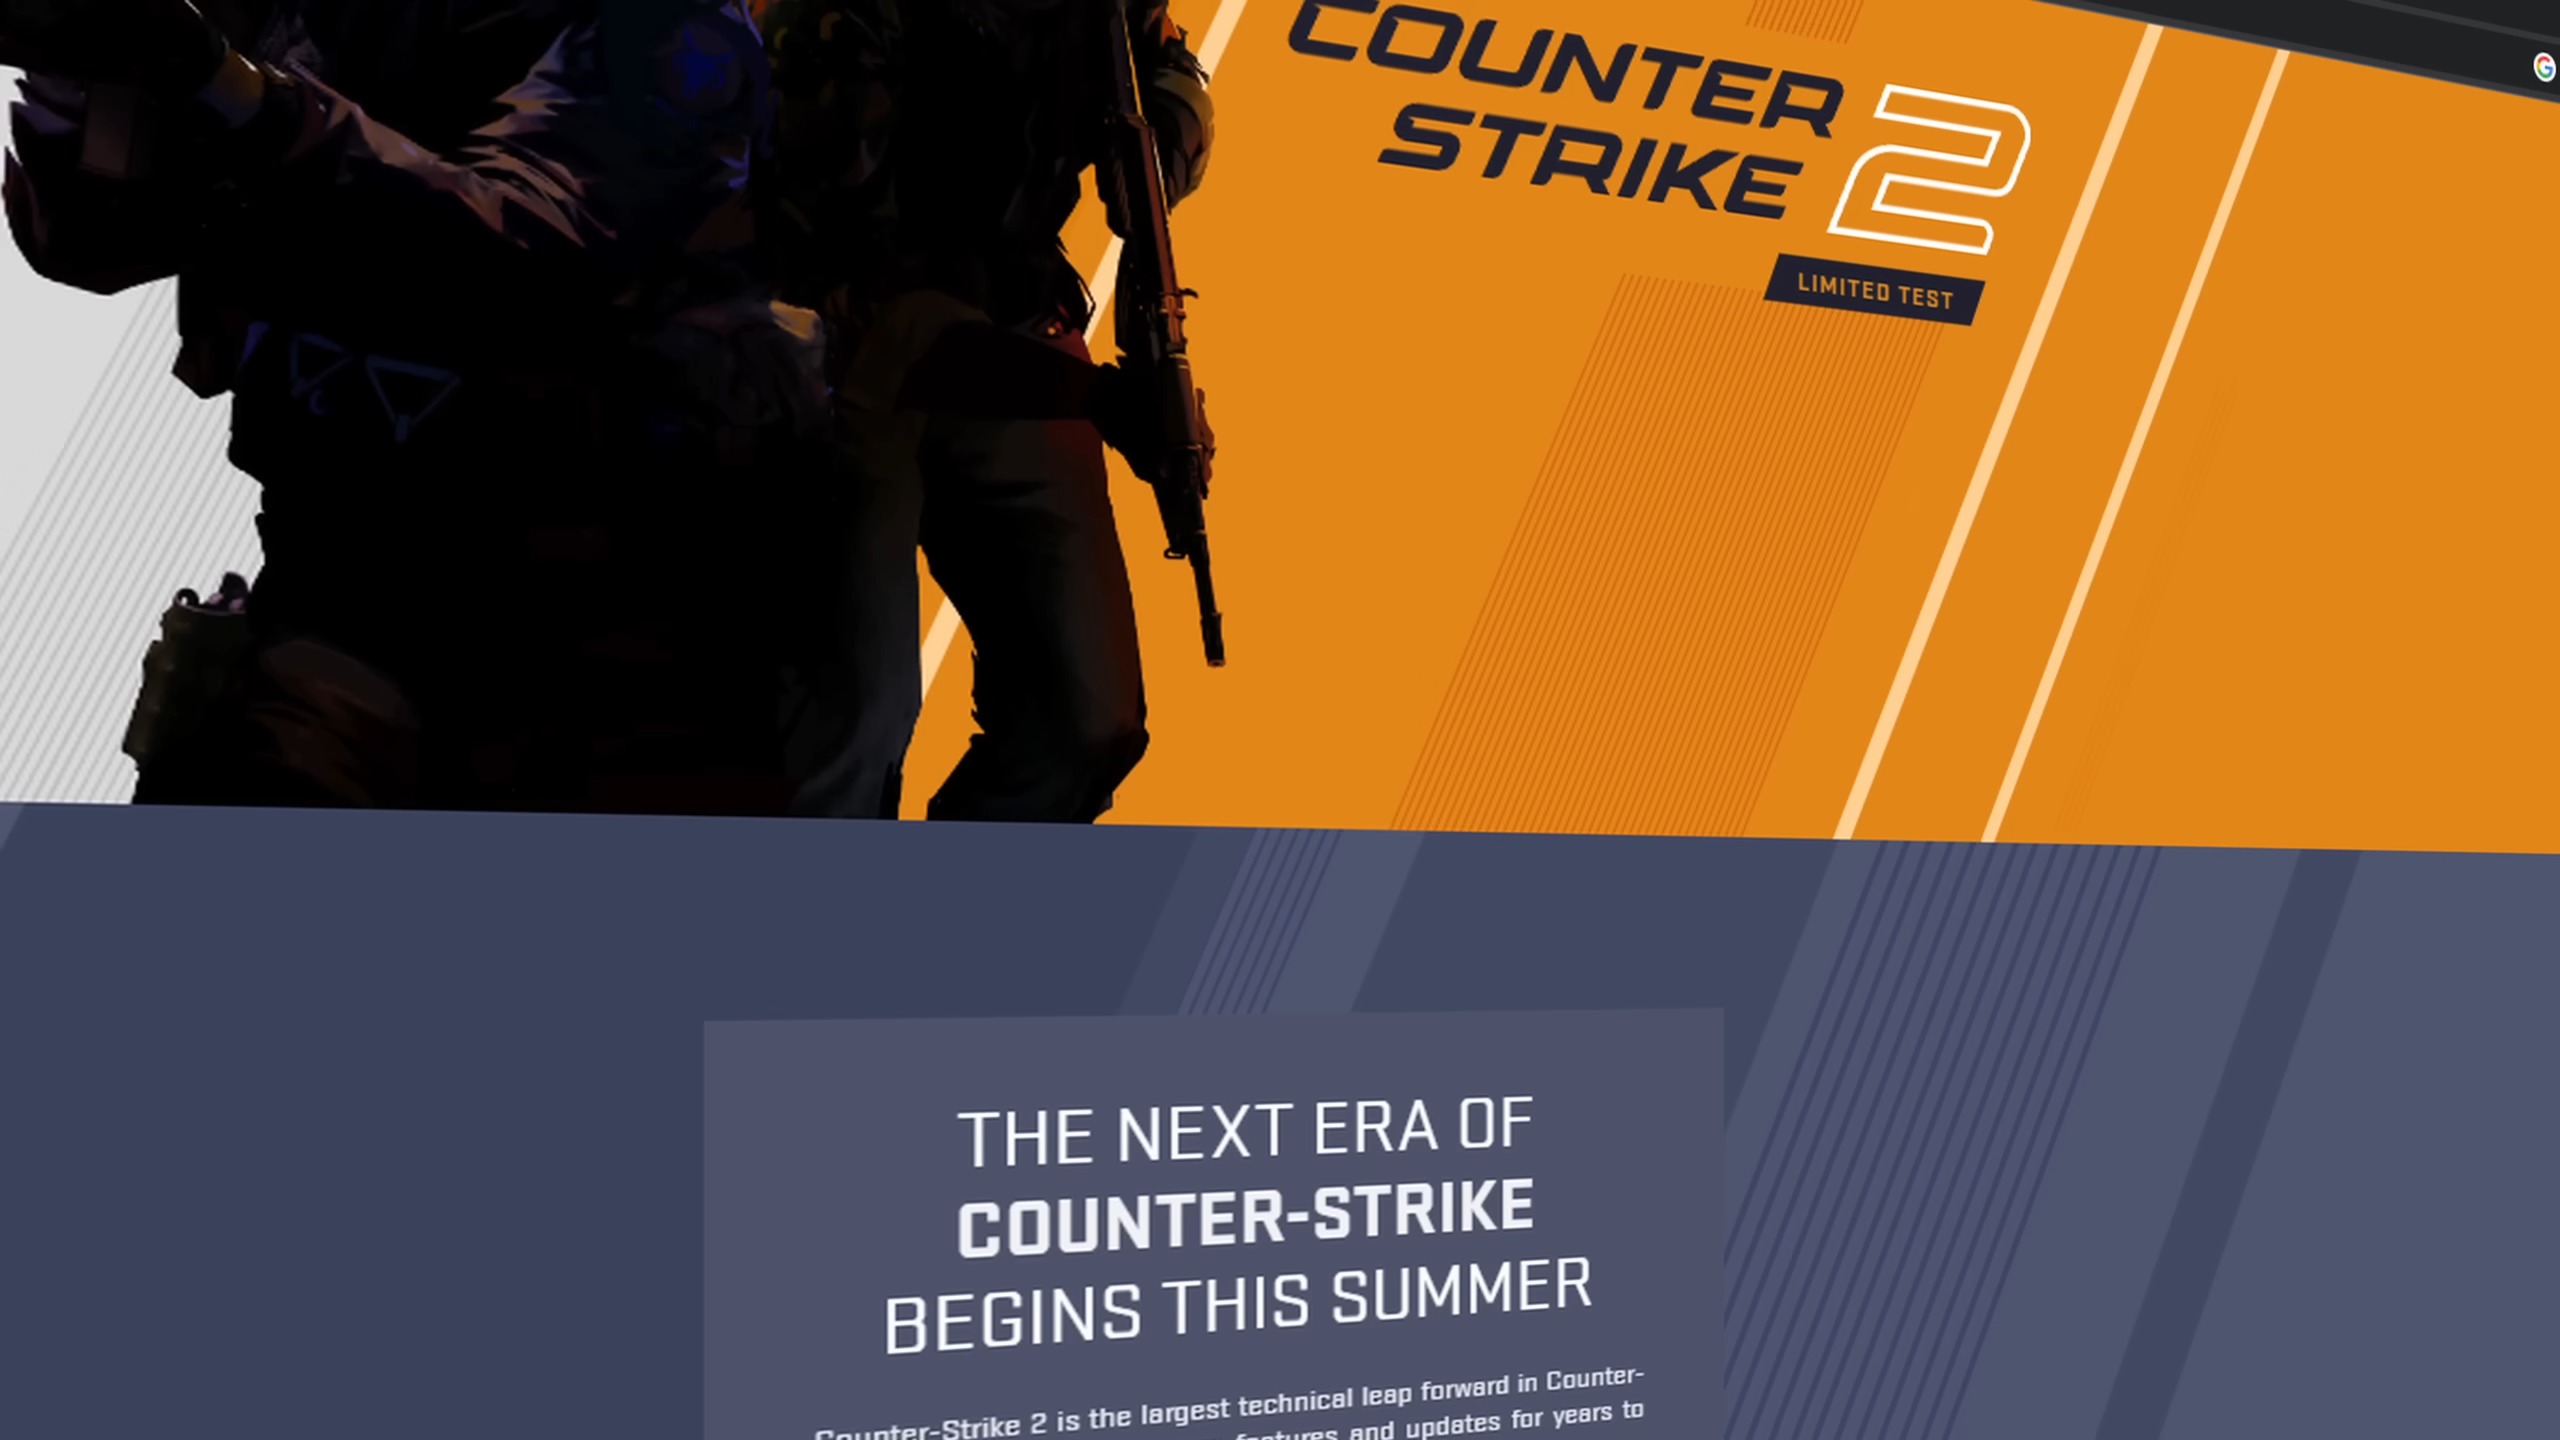 COUNTER
STRIKE 2
LIMITED TEST
THE NEXT ERA OF
COUNTER-STRIKE
BEGINS THIS SUMMER
Counter-Strike 2 is the largest technical leap forward in Counter-
features and updates for years to